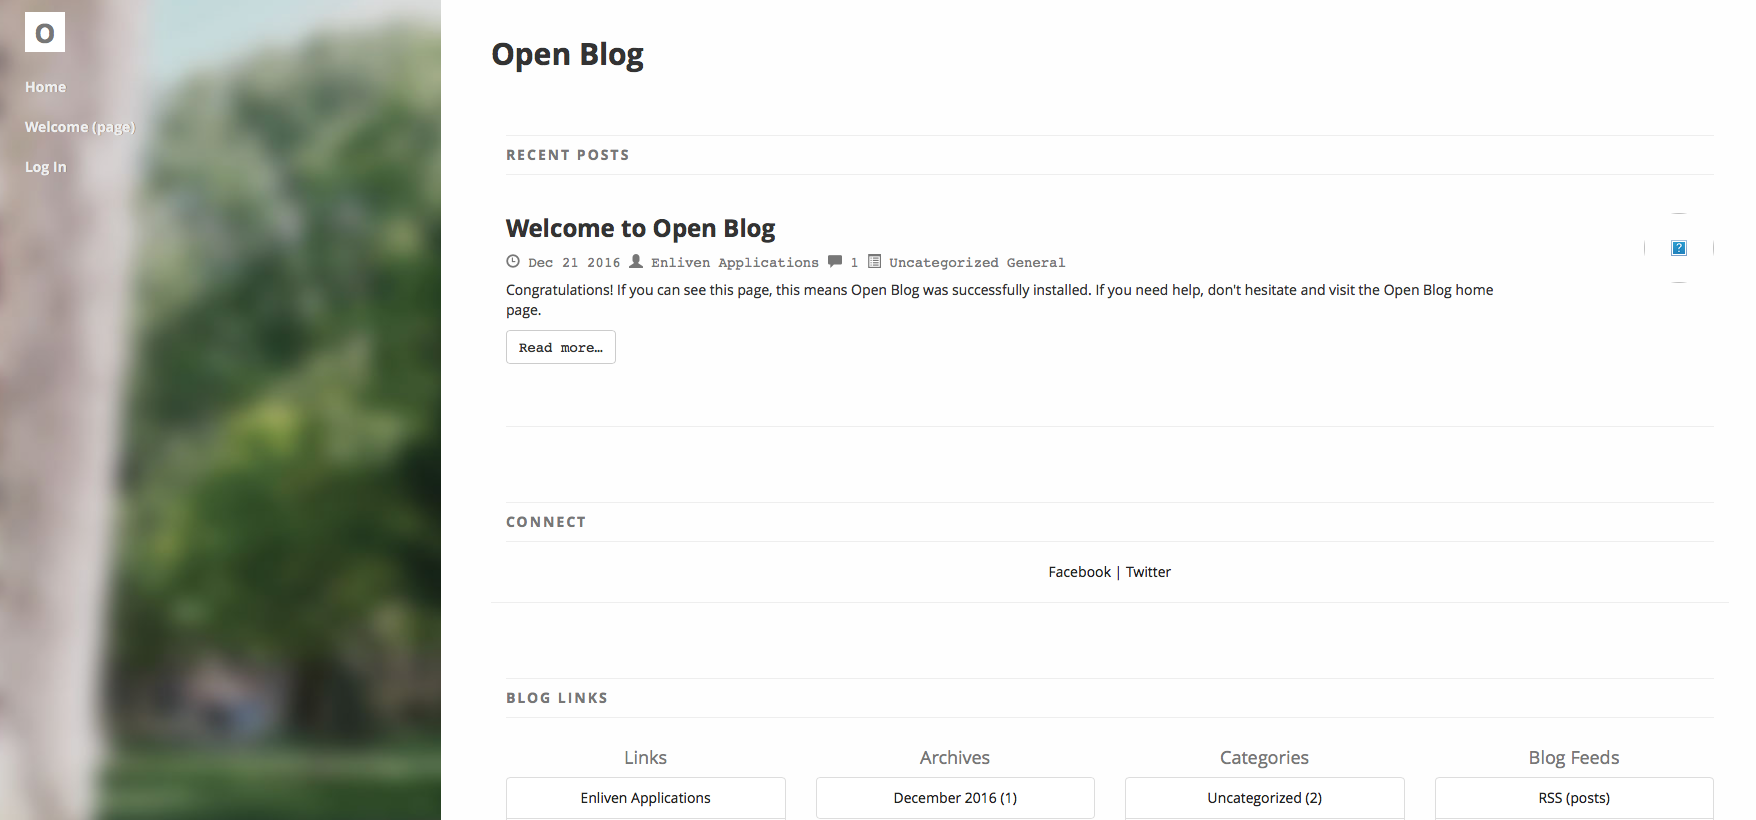 O
Home
Welcome (page)
Log In
Open Blog
RECENT POSTS
Welcome to Open Blog
Dec 21 2016 Enliven Applications 1 Uncategorized General
Congratulations! If you can see this page, this means Open Blog was successfully installed. If you need help, don't hesitate and visit the Open Blog home
page.
Read more…
CONNECT
Facebook | Twitter
BLOG LINKS
Links Archives Categories Blog Feeds
Enliven Applications December 2016 (1) Uncategorized (2) RSS (posts)